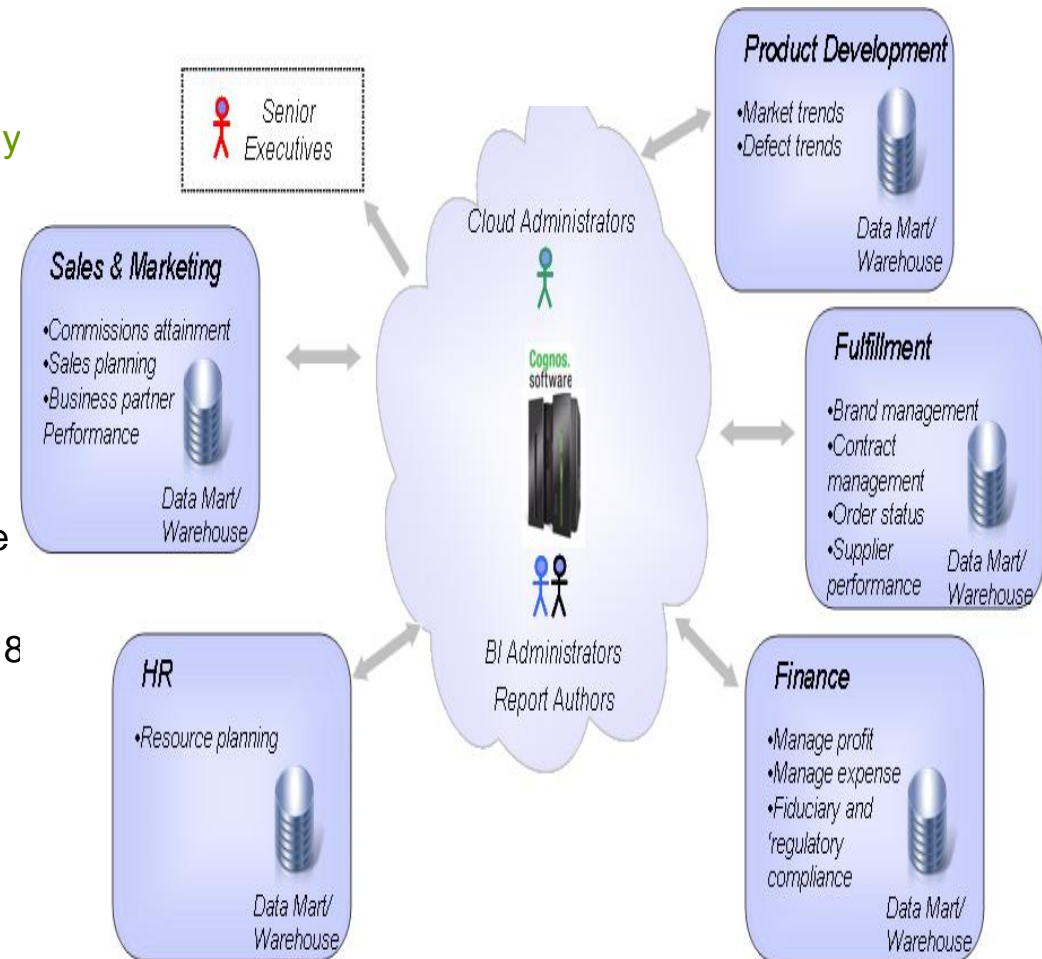 y
e
8
Senior
Executives
Product Development
•Market trends
•Defect trends
Data Mart/
Warehouse
Sales & Marketing
•Commissions attainment
•Sales planning
•Business partner
Performance
Data Mart/
Warehouse
Cloud Administrators
Cognos.
software
BI Administrators
Report Authors
Fulfillment
•Brand management
•Contract
management
•Order status
•Supplier
performance
Data Mart/
Warehouse
HR
•Resource planning
Data Mart/
Warehouse
Finance
•Manage profit
•Manage expense
•Fiduciary and
'regulatory
compliance
Data Mart/
Warehouse